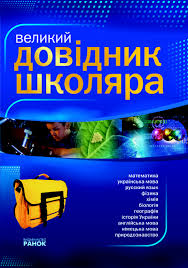 великий
ДОВІДНИК
ШКОЛЯРА
математика
українська мова
русский язык
фізика
хімія
біологія
географія
історія України
англійська мова
німецька мова
природознавство
РАНОК